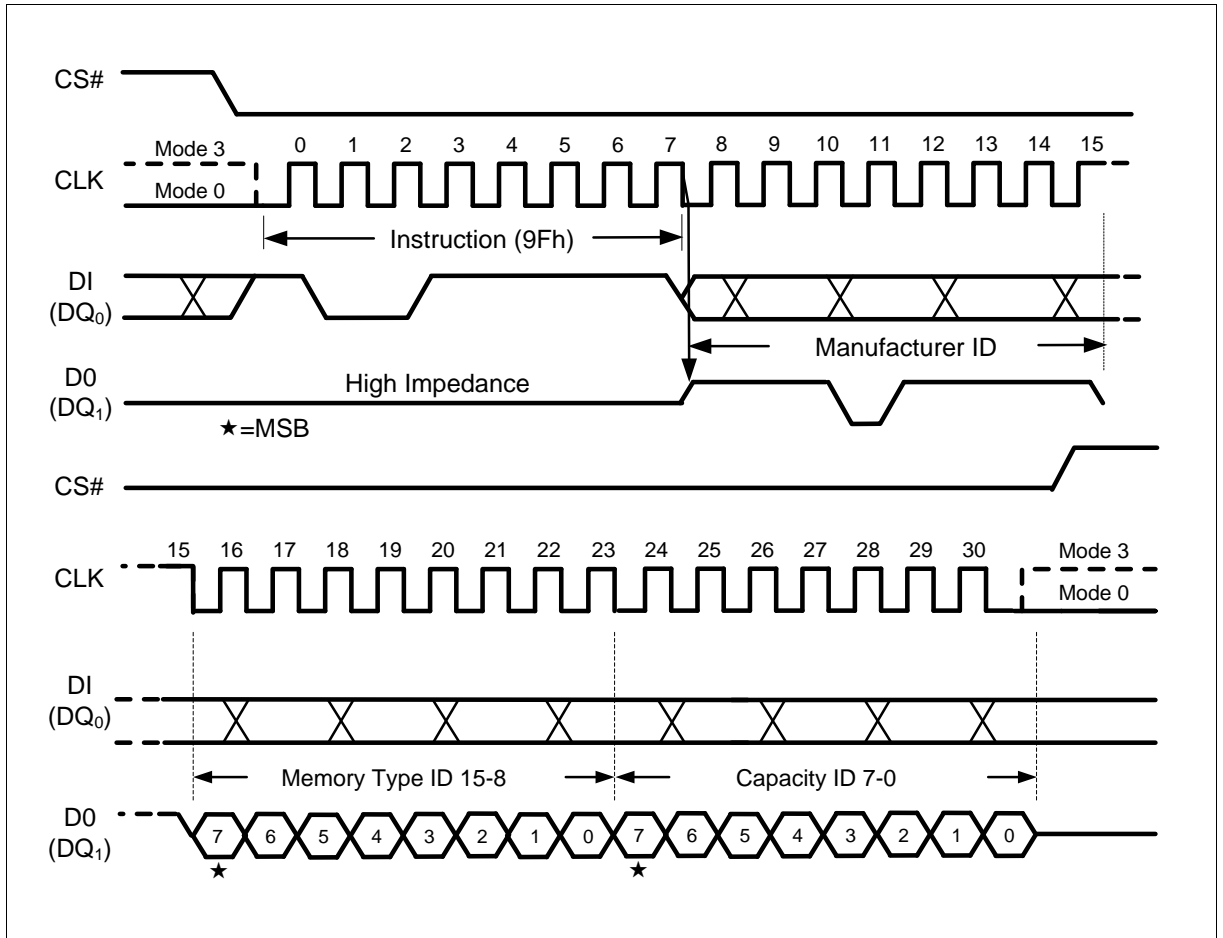 CS#
Mode 3
0 1 2 3 4 5 6 7 8 9 10 11 12 13 14 15
CLK
Mode 0
Instruction (9Fh)
DI
(DQ0)
Manufacturer ID
D0
(DQ1)
High Impedance
★=MSB
CS#
15 16 17 18 19 20 21 22 23 24 25 26 27 28 29 30
Mode 3
CLK
Mode 0
DI
(DQ0)
Memory Type ID 15-8
Capacity ID 7-0
D0
(DQ1)
7 6 5 4 3 2 1 0 7 6 5 4 3 2 1 0
★ ★